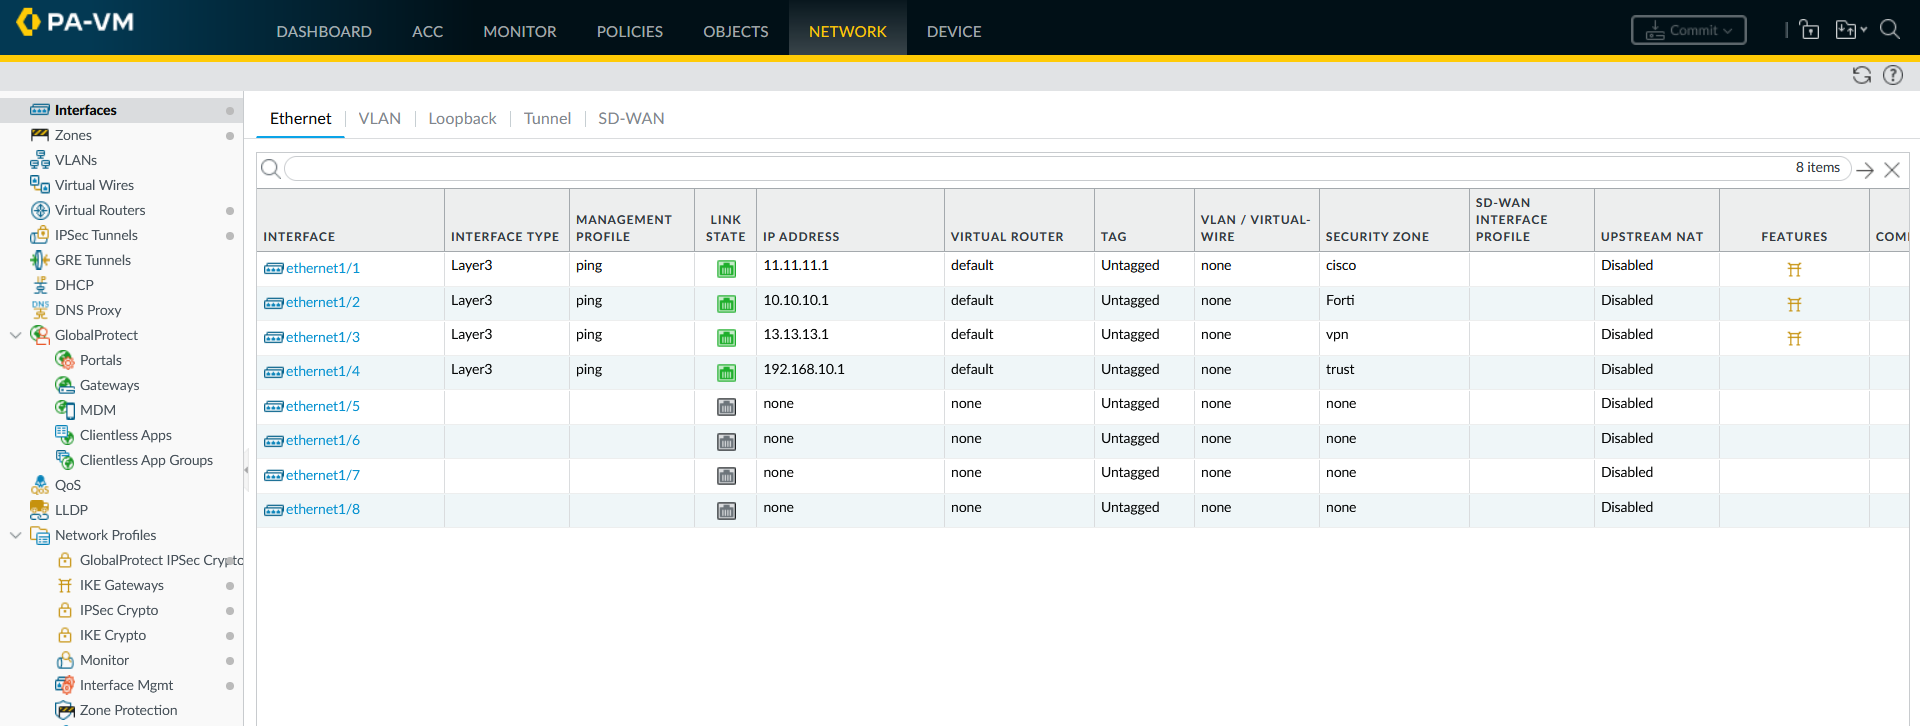 PA-VM
DASHBOARD ACC MONITOR POLICIES OBJECTS NETWORK DEVICE Commit
Interfaces
Zones
VLANs
Virtual Wires
Virtual Routers
IPSec Tunnels
GRE Tunnels
DHCP
DNS DNS Proxy
GlobalProtect
Portals
Gateways
MDM
Clientless Apps
Clientless App Groups
QoS QoS
LLDP
Network Profiles
GlobalProtect IPSec Crypto
IKE Gateways
IPSec Crypto
IKE Crypto
Monitor
Interface Mgmt
Zone Protection
Ethernet VLAN Loopback Tunnel SD-WAN
8 items
INTERFACE INTERFACE TYPE MANAGEMENT PROFILE LINK STATE IP ADDRESS VIRTUAL ROUTER TAG VLAN / VIRTUAL-WIRE SECURITY ZONE SD-WAN INTERFACE PROFILE UPSTREAM NAT FEATURES COM
ethernet1/1 Layer3 ping 11.11.11.1 default Untagged none cisco Disabled
ethernet1/2 Layer3 ping 10.10.10.1 default Untagged none Forti Disabled
ethernet1/3 Layer3 ping 13.13.13.1 default Untagged none vpn Disabled
ethernet1/4 Layer3 ping 192.168.10.1 default Untagged none trust Disabled
ethernet1/5 none none Untagged none none Disabled
ethernet1/6 none none Untagged none none Disabled
ethernet1/7 none none Untagged none none Disabled
ethernet1/8 none none Untagged none none Disabled